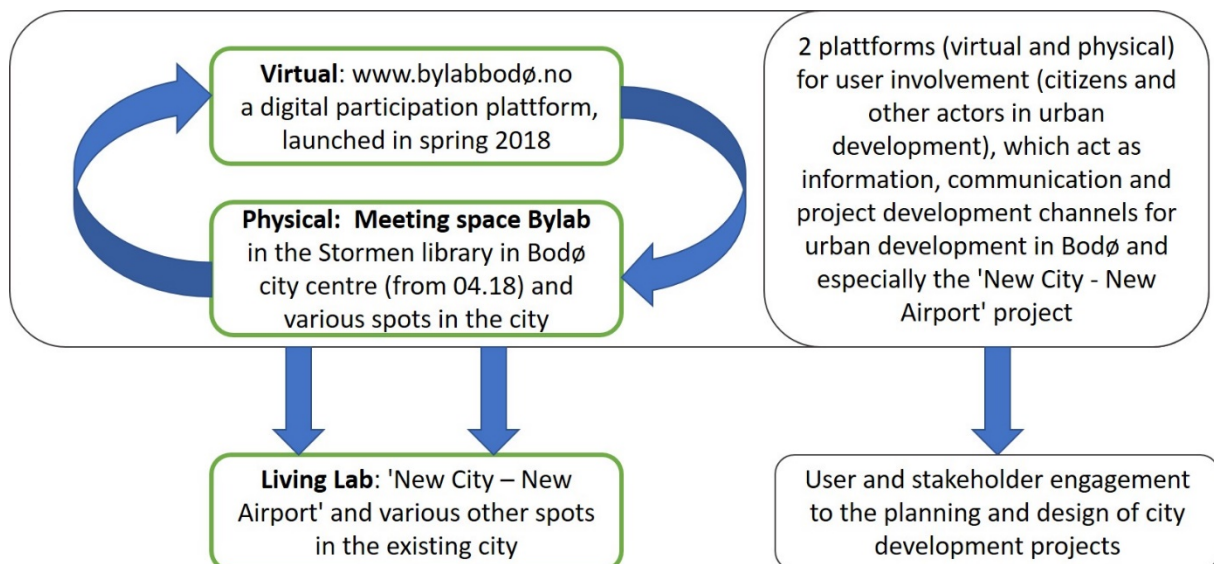 Virtual: www.bylabbodø.no
a digital participation plattform,
launched in spring 2018
Physical: Meeting space Bylab
in the Stormen library in Bodø
city centre (from 04.18) and
various spots in the city
2 plattforms (virtual and physical)
for user involvement (citizens and
other actors in urban
development), which act as
information, communication and
project development channels for
urban development in Bodø and
especially the 'New City - New
Airport' project
Living Lab: 'New City – New
Airport' and various other spots
in the existing city
User and stakeholder engagement
to the planning and design of city
development projects